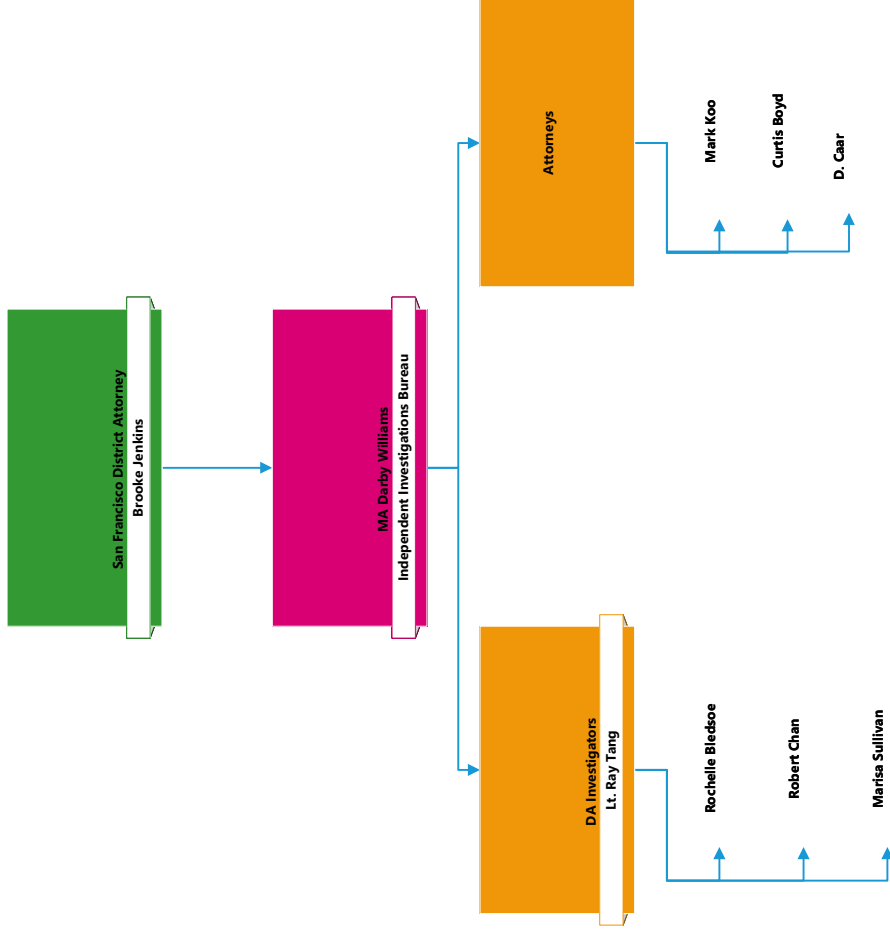 San Francisco District Attorney
Brooke Jenkins
MA Darby Williams
Independent Investigations Bureau
DA Investigators
Lt. Ray Tang
Rochelle Bledsoe
Robert Chan
Marisa Sullivan
Attorneys
Mark Koo
Curtis Boyd
D. Caar